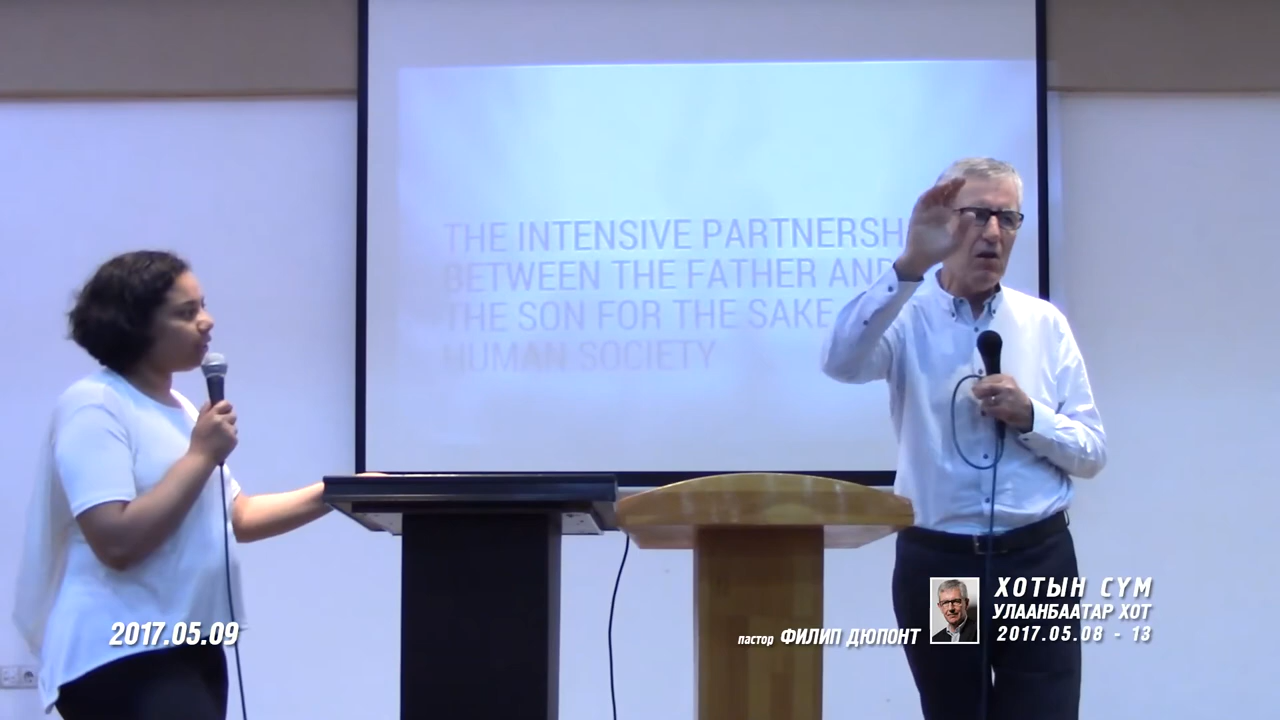 THE INTENSIVE PARTNERSH
BETWEEN THE FATHER AND
THE SON FOR THE SAKE
HUMAN SOCIETY
2017.05.09
пастор ФИЛИП ДЮПОНТ
ХОТЫН СҮМ
УЛААНБААТАР ХОТ
2017.05.08 - 13